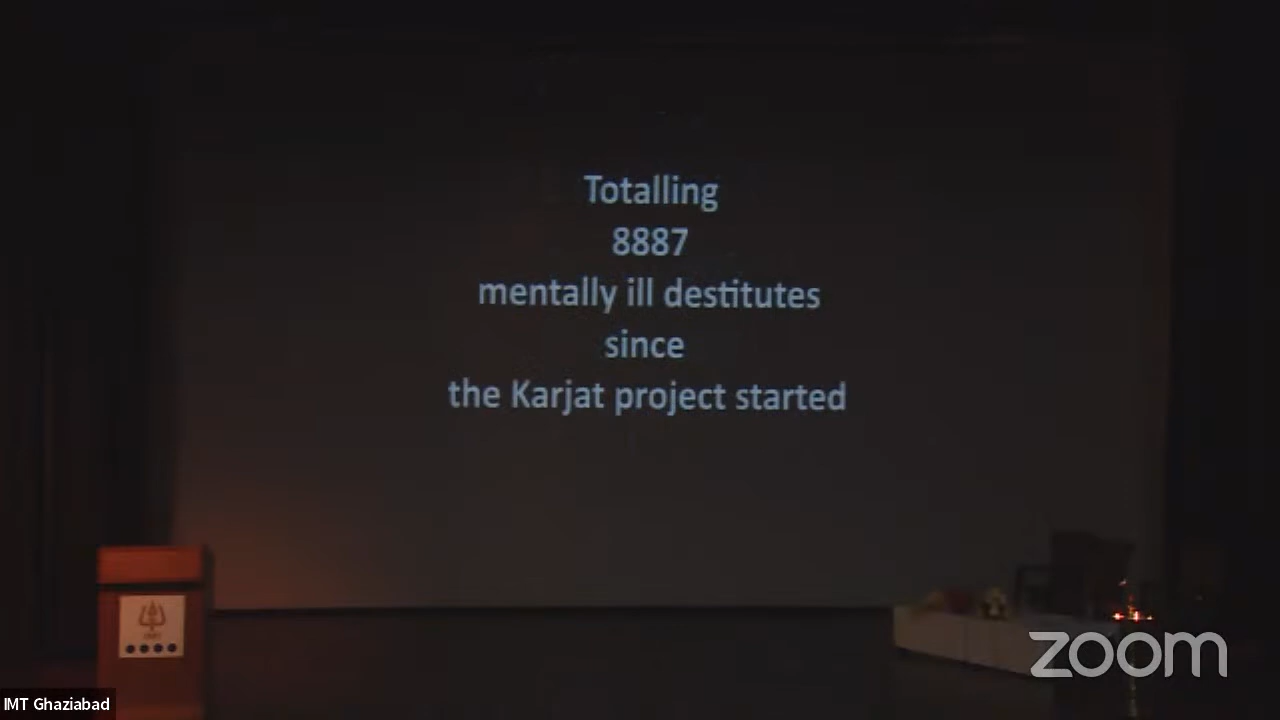 Totalling
8887
mentally ill destitutes
since
the Karjat project started
zoom
IMT Ghaziabad